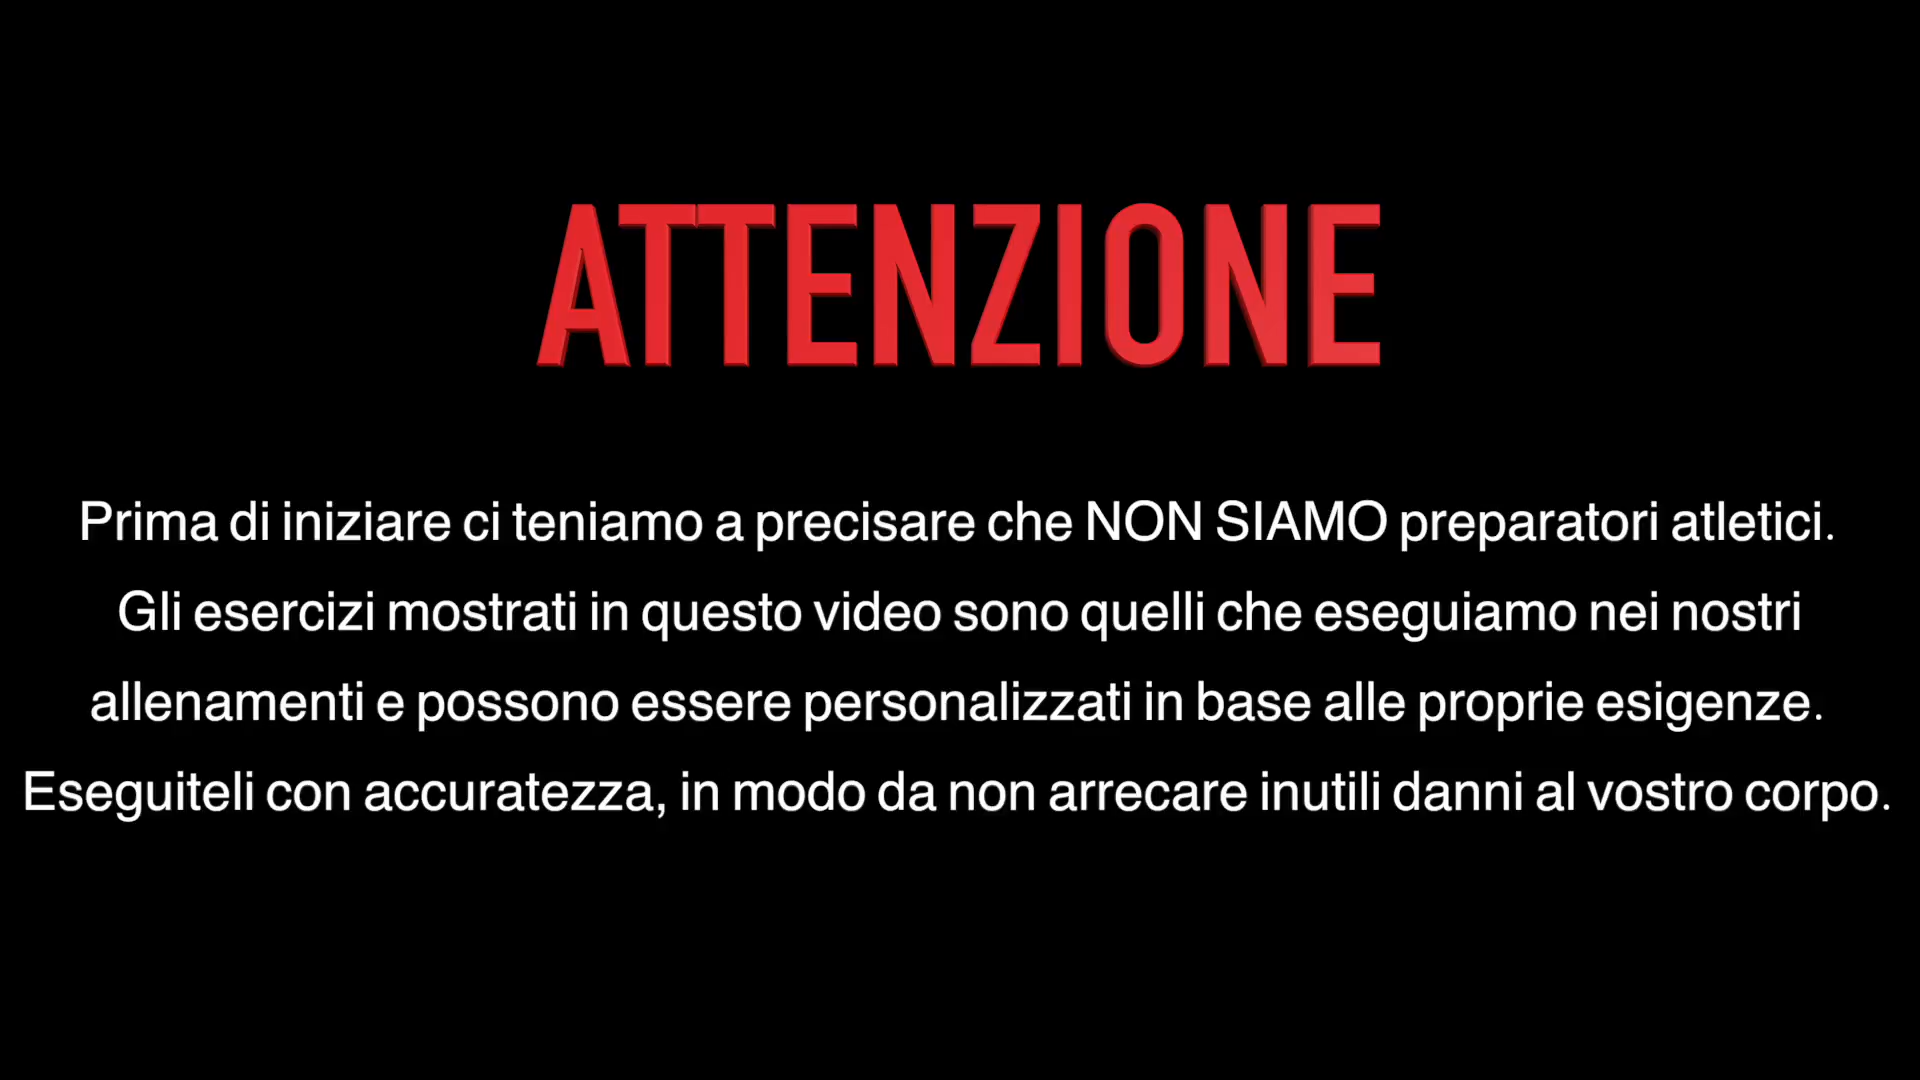 ATTENZIONE
Prima di iniziare ci teniamo a precisare che NON SIAMO preparatori atletici.
Gli esercizi mostrati in questo video sono quelli che eseguiamo nei nostri
allenamenti e possono essere personalizzati in base alle proprie esigenze.
Eseguiteli con accuratezza, in modo da non arrecare inutili danni al vostro corpo.